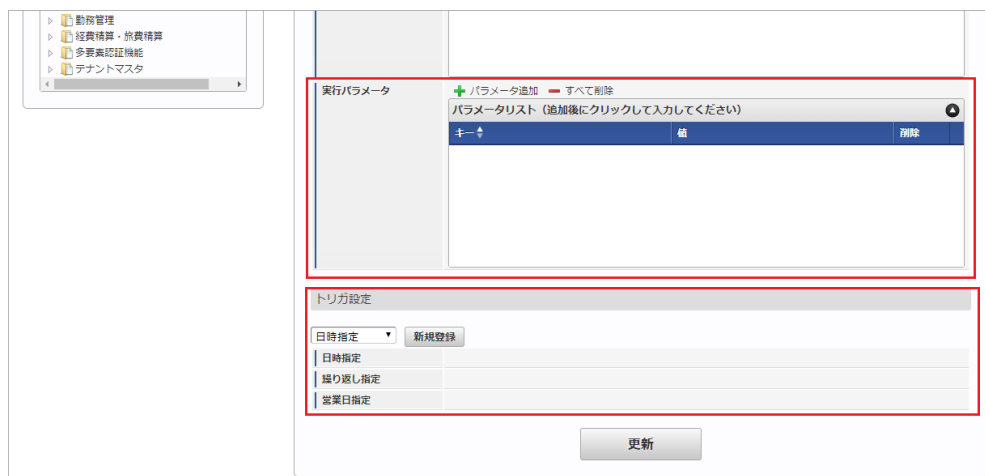 勤務管理
経費精算・旅費精算
多要素認証機能
テナントマスタ
実行パラメータ
パラメータ追加 すべて削除
パラメータリスト（追加後にクリックして入力してください）
キー 値 削除
トリガ設定
日時指定 新規登録
日時指定
繰り返し指定
営業日指定
更新